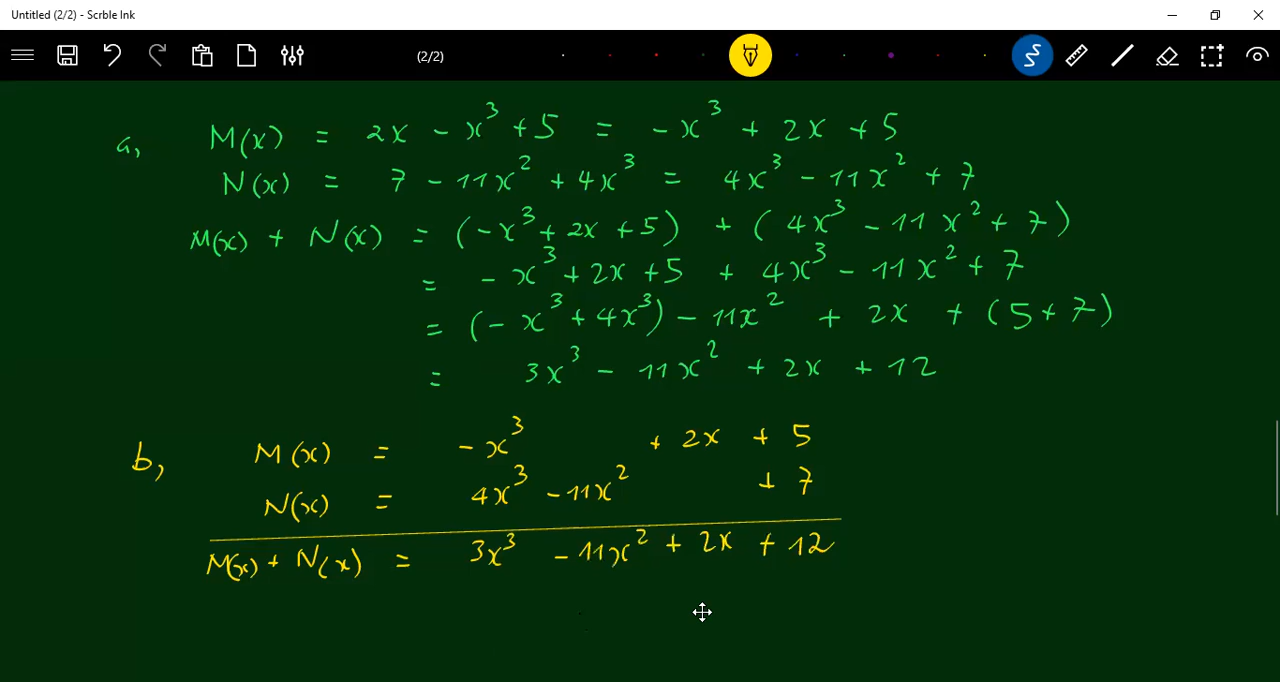 Untitled (2/2) - Scrble Ink
(2/2)
a, M(x) = 2x - x³ + 5 = - x³ + 2x + 5
N(x) = 7 - 11x² + 4x³ = 4x³ - 11x² + 7
M(x) + N(x) = (- x³ + 2x + 5) + (4x³ - 11x² + 7)
= - x³ + 2x + 5 + 4x³ - 11x² + 7
= (- x³ + 4x³) - 11x² + 2x + (5 + 7)
= 3x³ - 11x² + 2x + 12
b, M(x) = - x³ + 2x + 5
N(x) = 4x³ - 11x² + 7
M(x) + N(x) = 3x³ - 11x² + 2x + 12